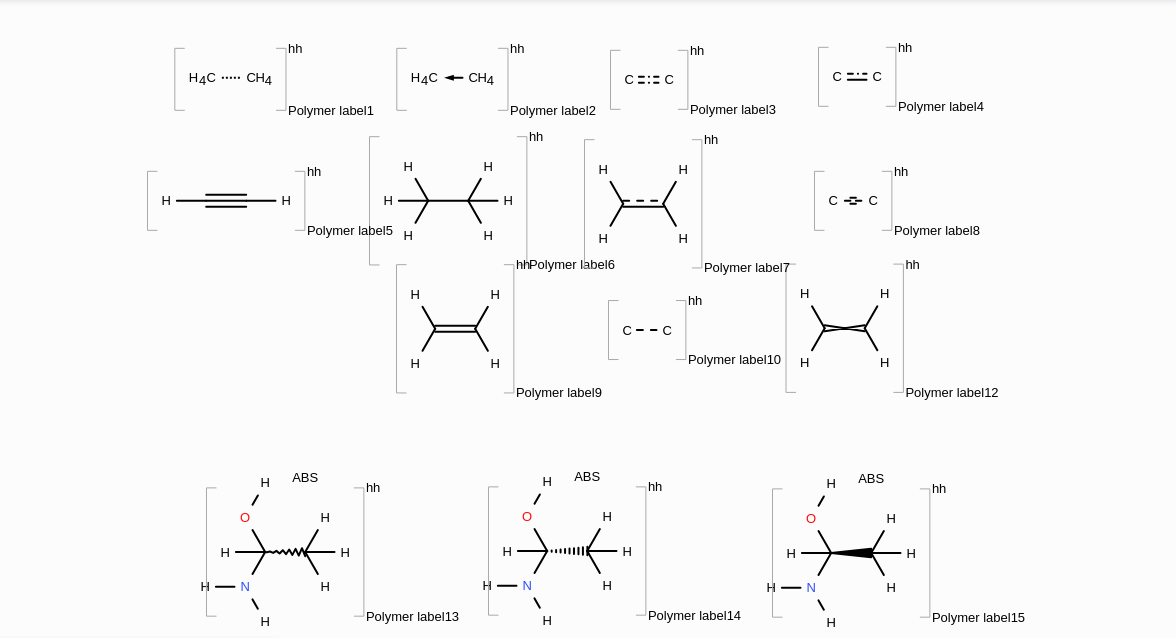 hh hh hh hh
H4C CH4 H4C CH4 C C C C
Polymer label1 Polymer label2 Polymer label3 Polymer label4
hh hh
H H H H
hh hh
H H H H C C
Polymer label5 Polymer label8
H H H H
hh Polymer label6 Polymer label7 hh
H H H H
hh
C C
Polymer label10
H H H H
Polymer label9 Polymer label12
ABS ABS ABS
H H H
hh hh hh
O H O H O H
H H H H H H
H N H H N H H N H
H H H
Polymer label13 Polymer label14 Polymer label15